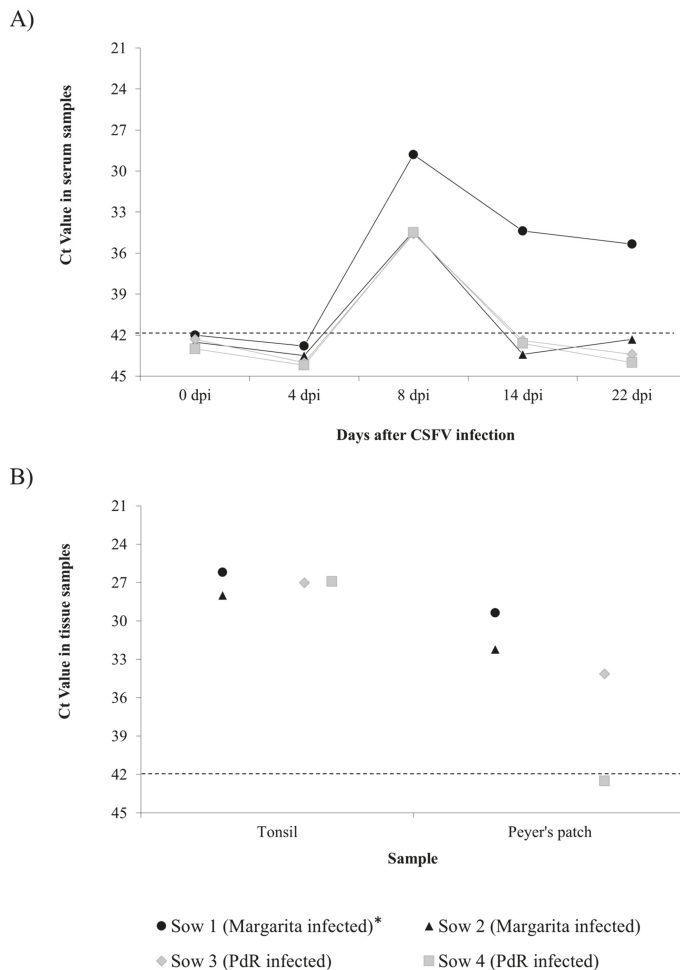 A)
21
24
27
30
33
36
39
42
45
Ct Value in serum samples
0 dpi 4 dpi 8 dpi 14 dpi 22 dpi
Days after CSFV infection
B)
21
24
27
30
33
36
39
42
45
Ct Value in tissue samples
Tonsil Peyer's patch
Sample
Sow 1 (Margarita infected)* Sow 2 (Margarita infected)
Sow 3 (PdR infected) Sow 4 (PdR infected)